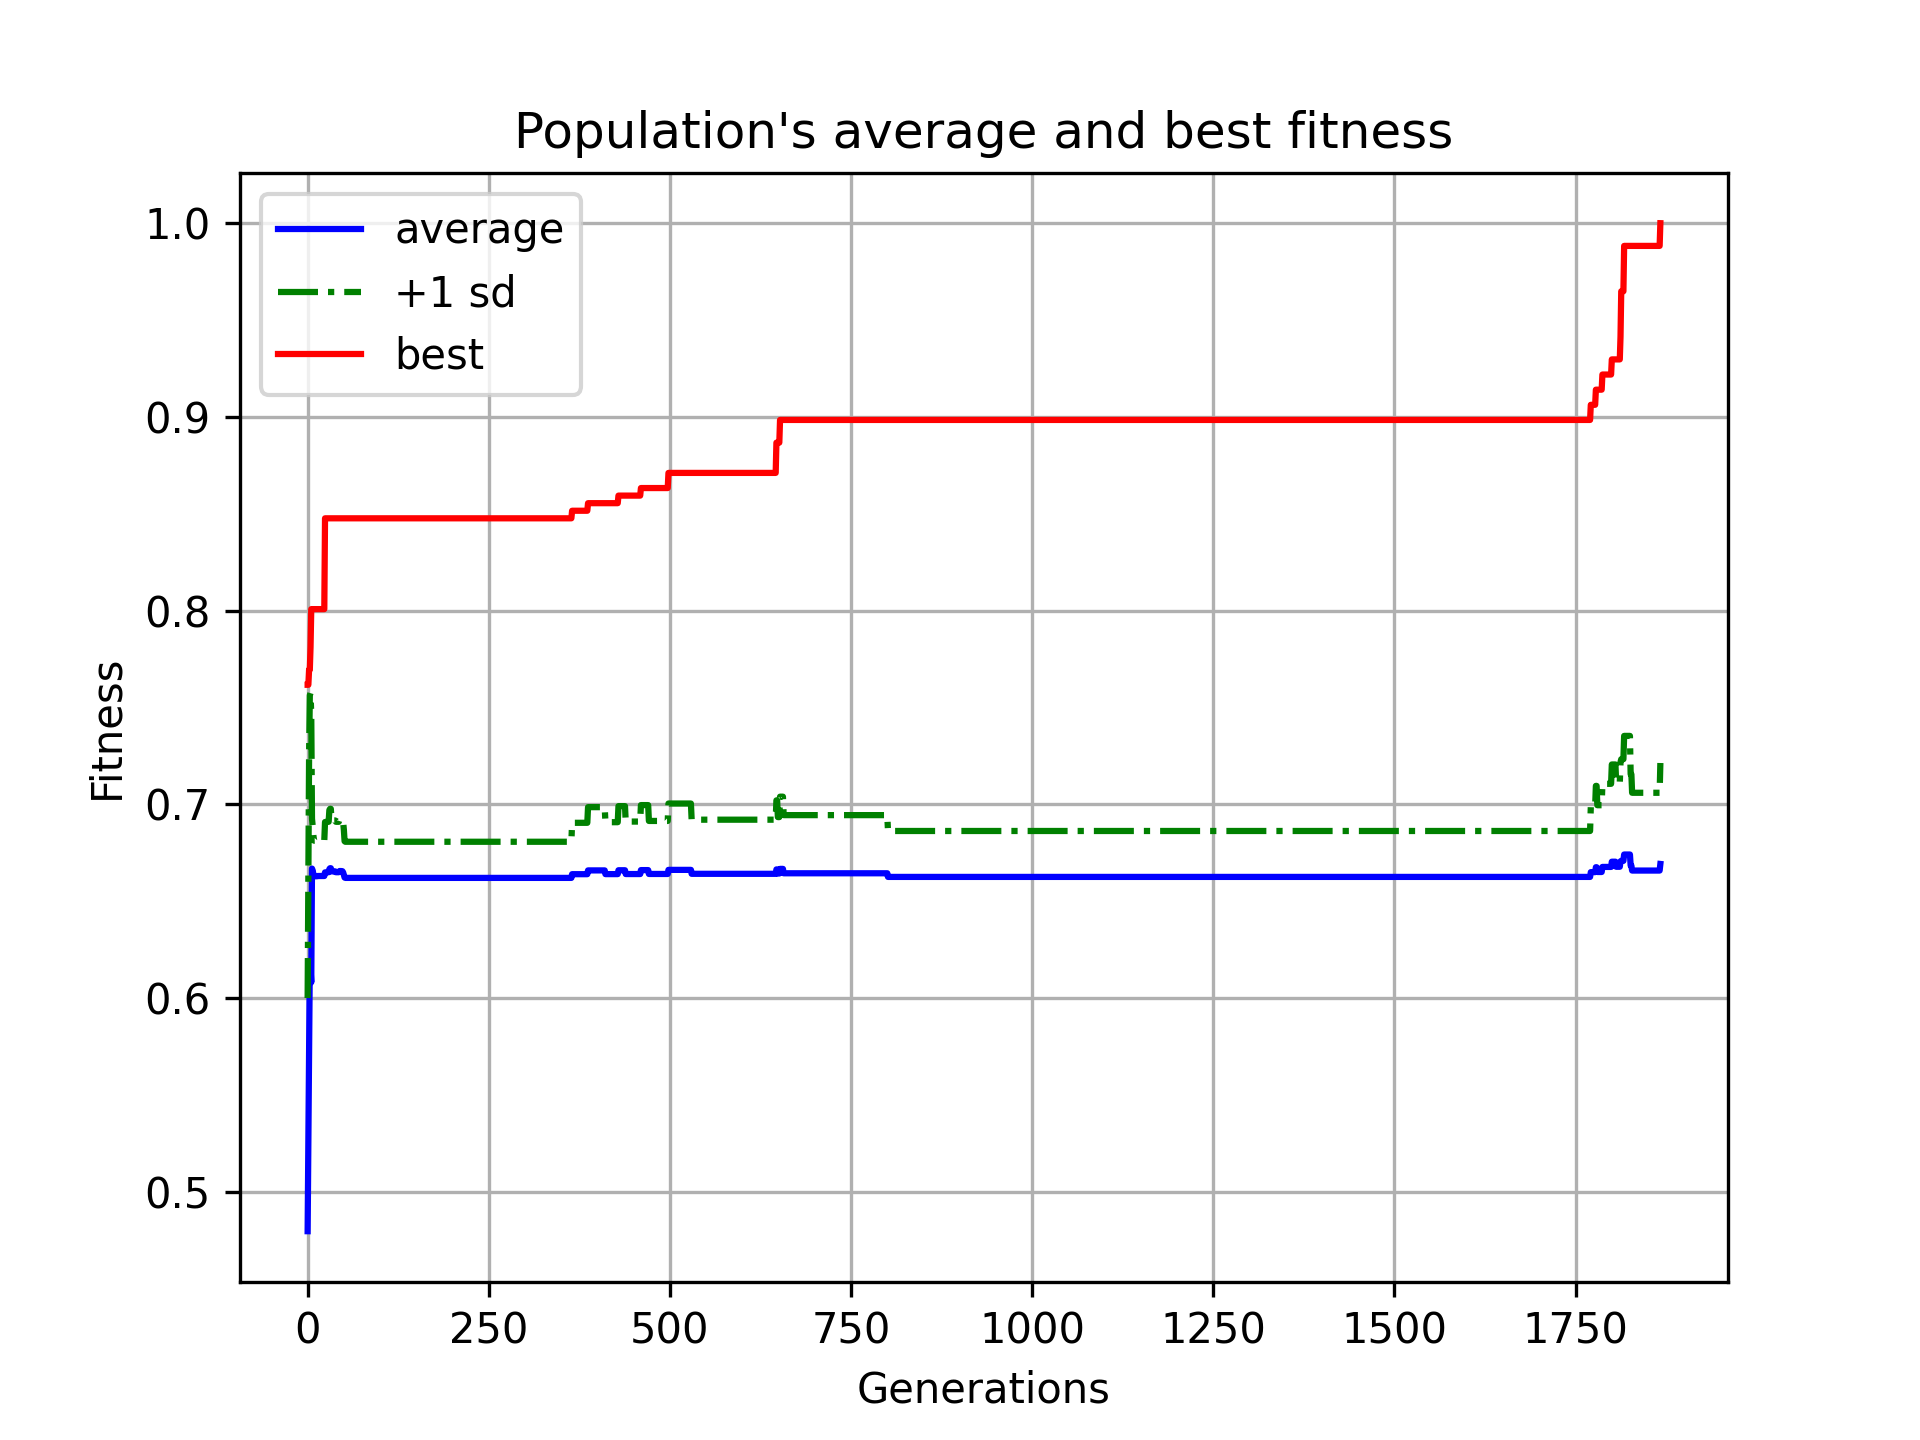 Population's average and best fitness
average
+1 sd
best
1.0
0.9
0.8
0.7
0.6
0.5
Fitness
0 250 500 750 1000 1250 1500 1750
Generations